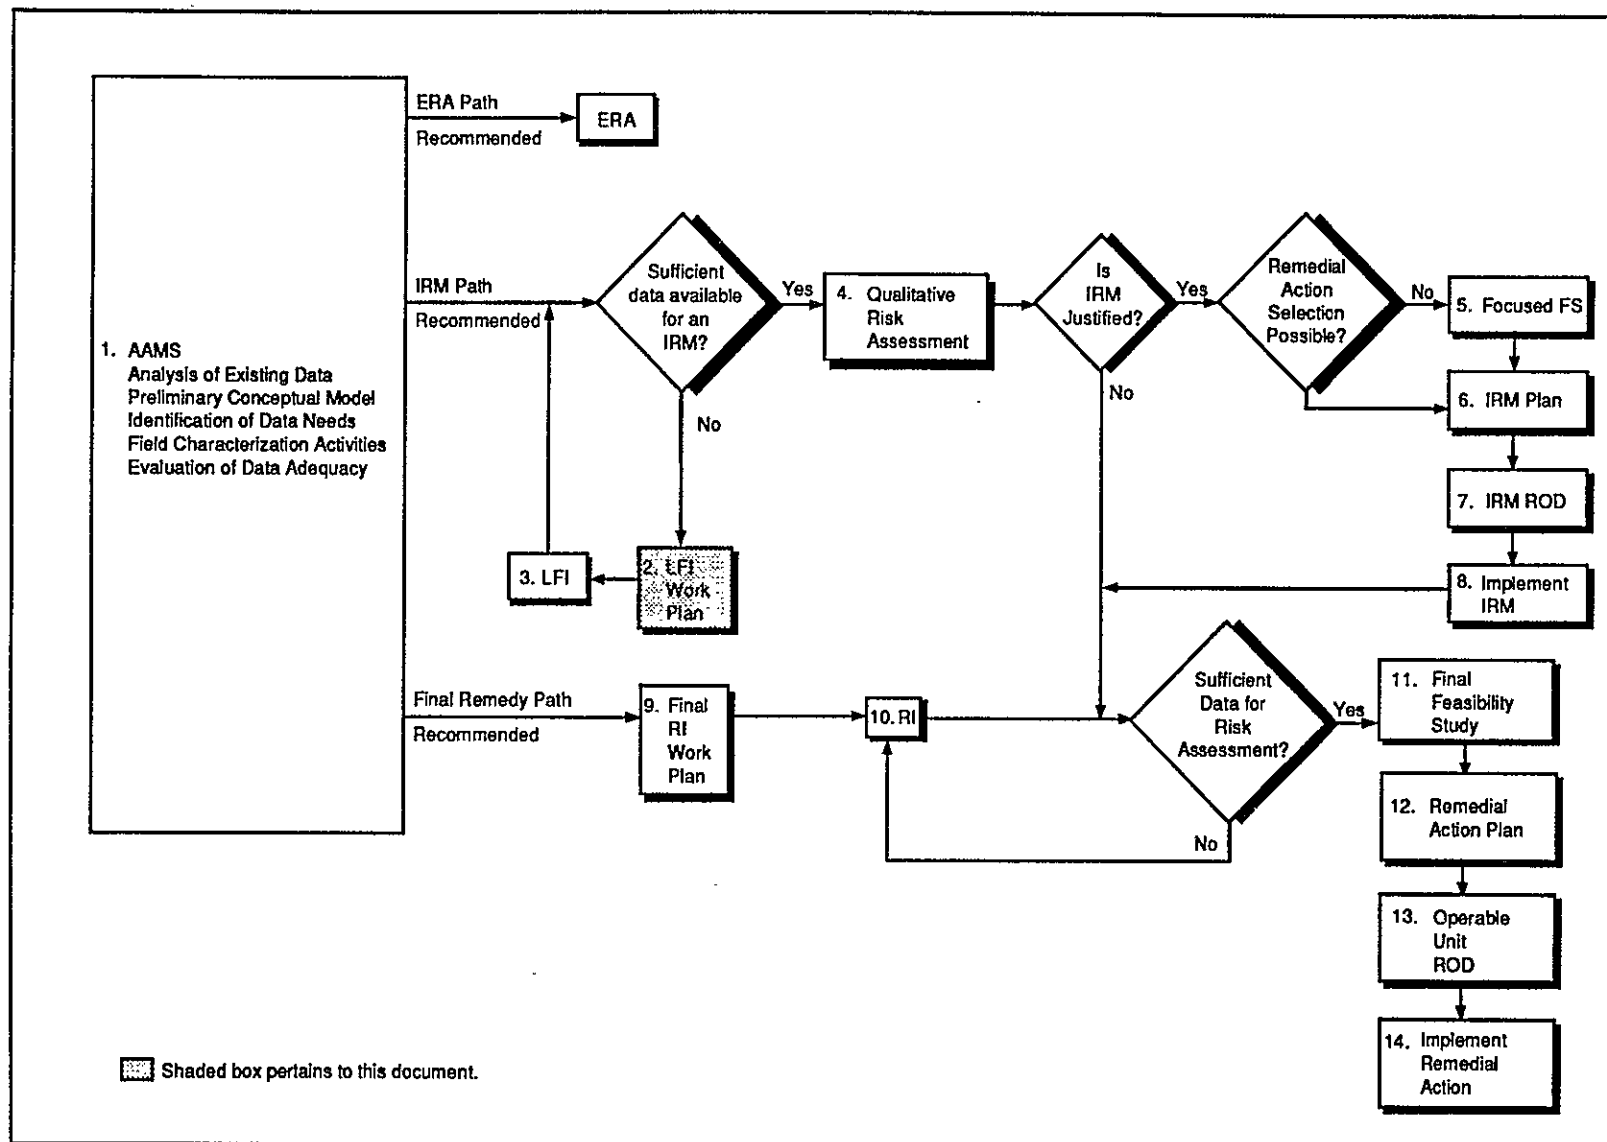 ERA Path
Recommended
ERA
IRM Path
Recommended
Sufficient
data available
for an
IRM?
Yes
4. Qualitative
Risk
Assessment
Is
IRM
Justified?
Yes
Remedial
Action
Selection
Possible?
No
5. Focused FS
1. AAMS
Analysis of Existing Data
Preliminary Conceptual Model
Identification of Data Needs
Field Characterization Activities
Evaluation of Data Adequacy
No
No
6. IRM Plan
7. IRM ROD
3. LFI
2. LFI
Work
Plan
8. Implement
IRM
Final Remedy Path
Recommended
9. Final
RI
Work
Plan
10. RI
Sufficient
Data for
Risk
Assessment?
Yes
No
11. Final
Feasibility
Study
12. Remedial
Action Plan
13. Operable
Unit
ROD
14. Implement
Remedial
Action
Shaded box pertains to this document.